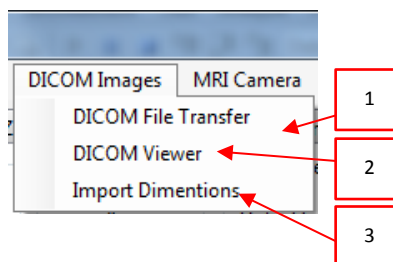 DICOM Images MRI Camera
DICOM File Transfer
DICOM Viewer
Import Dimentions
1
2
3